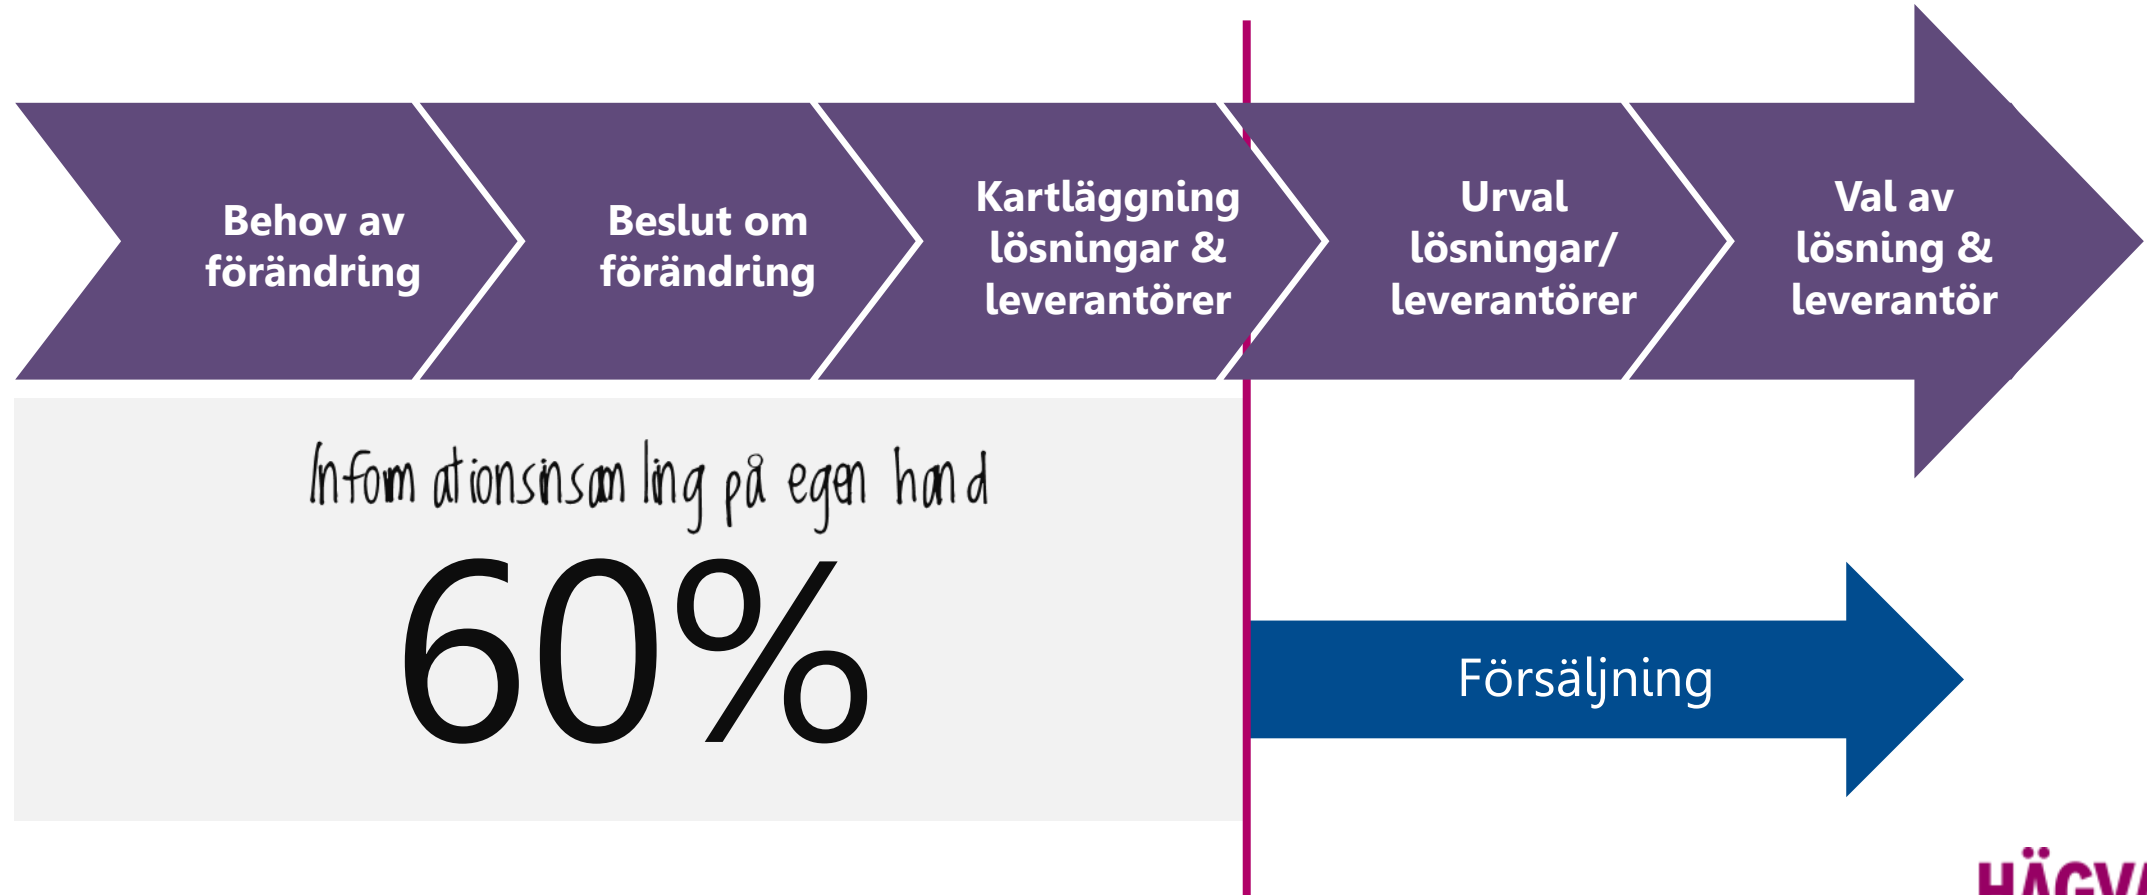 Behov av
förändring
Beslut om
förändring
Kartläggning
lösningar &
leverantörer
Urval
lösningar/
leverantörer
Val av
lösning &
leverantör
Informationsinsamling på egen hand
60%
Försäljning